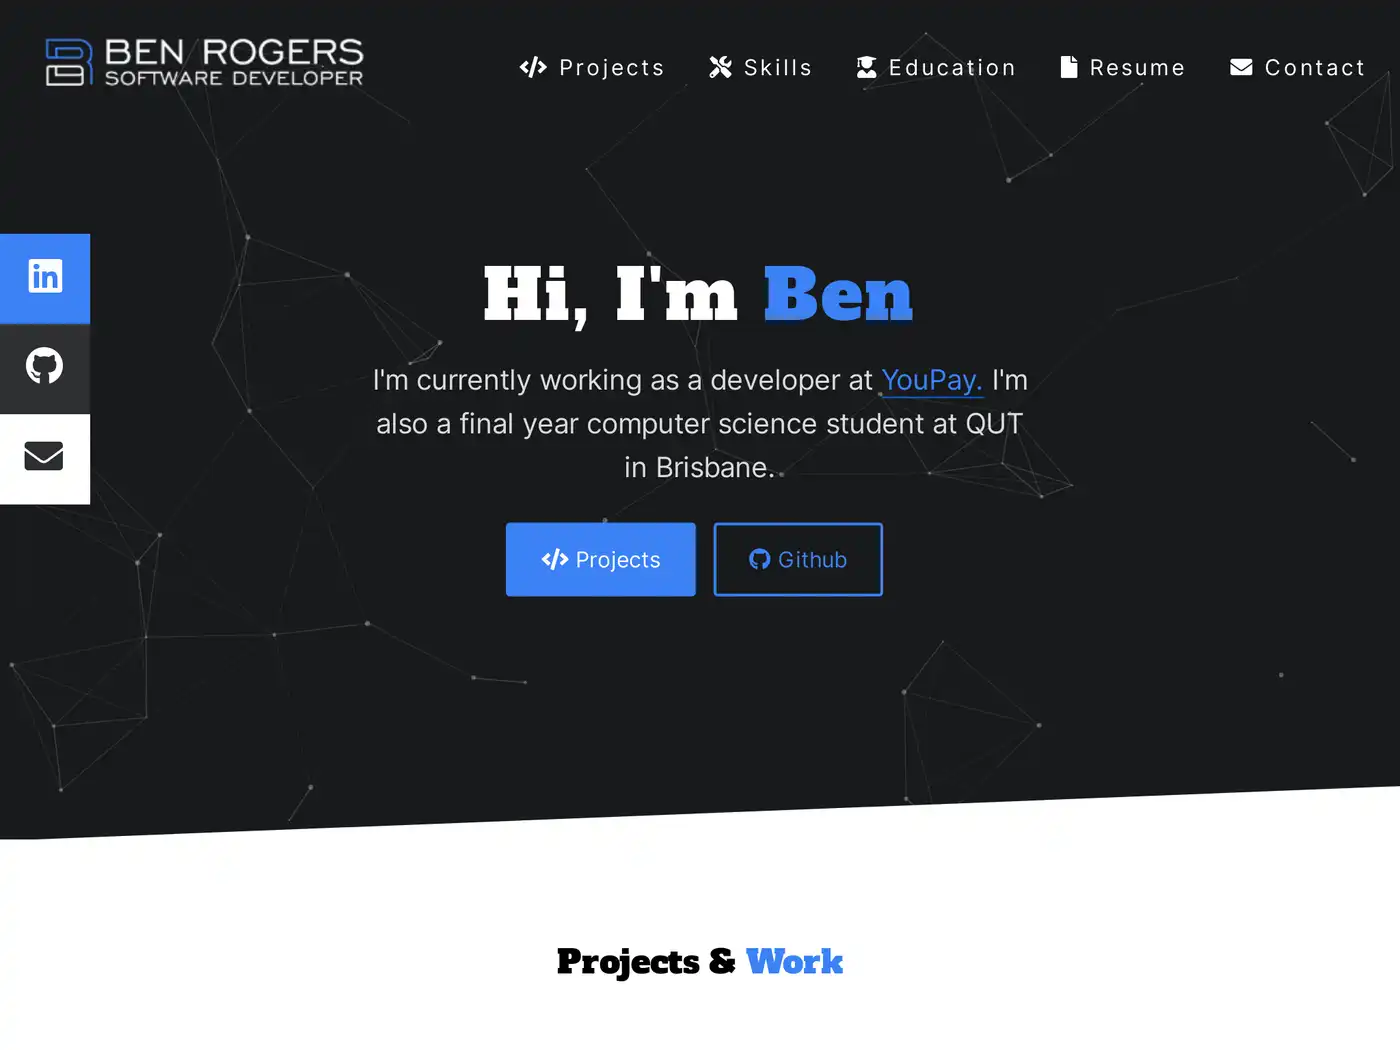 BEN ROGERS
SOFTWARE DEVELOPER
Projects
Skills
Education
Resume
Contact
in
Hi, I'm Ben
I'm currently working as a developer at YouPay. I'm
also a final year computer science student at QUT
in Brisbane.
Projects
Github
Projects & Work